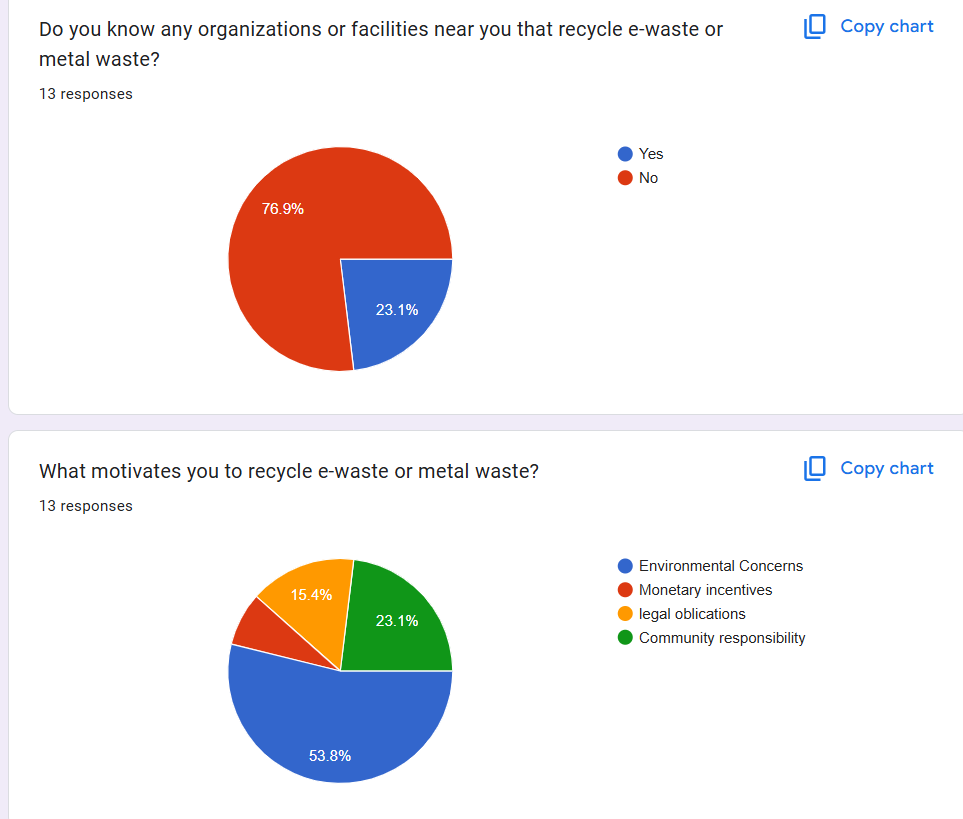 Do you know any organizations or facilities near you that recycle e-waste or
metal waste?
Copy chart
13 responses
Yes
No
76.9%
23.1%
What motivates you to recycle e-waste or metal waste?
Copy chart
13 responses
Environmental Concerns
Monetary incentives
legal oblications
Community responsibility
15.4%
23.1%
53.8%